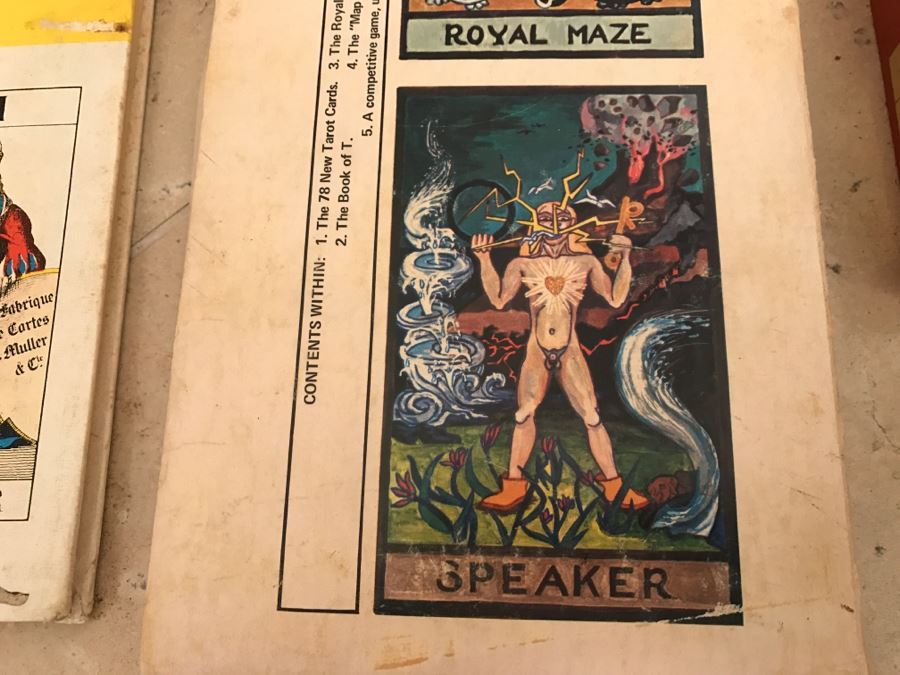 ROYAL MAZE
CONTENTS WITHIN: 1. The 78 New Tarot Cards. 3. The Royal
2. The Book of T. 4. The "Map
5. A competitive game, u
SPEAKER
Fabrique
Cartes
Muller
& Cie